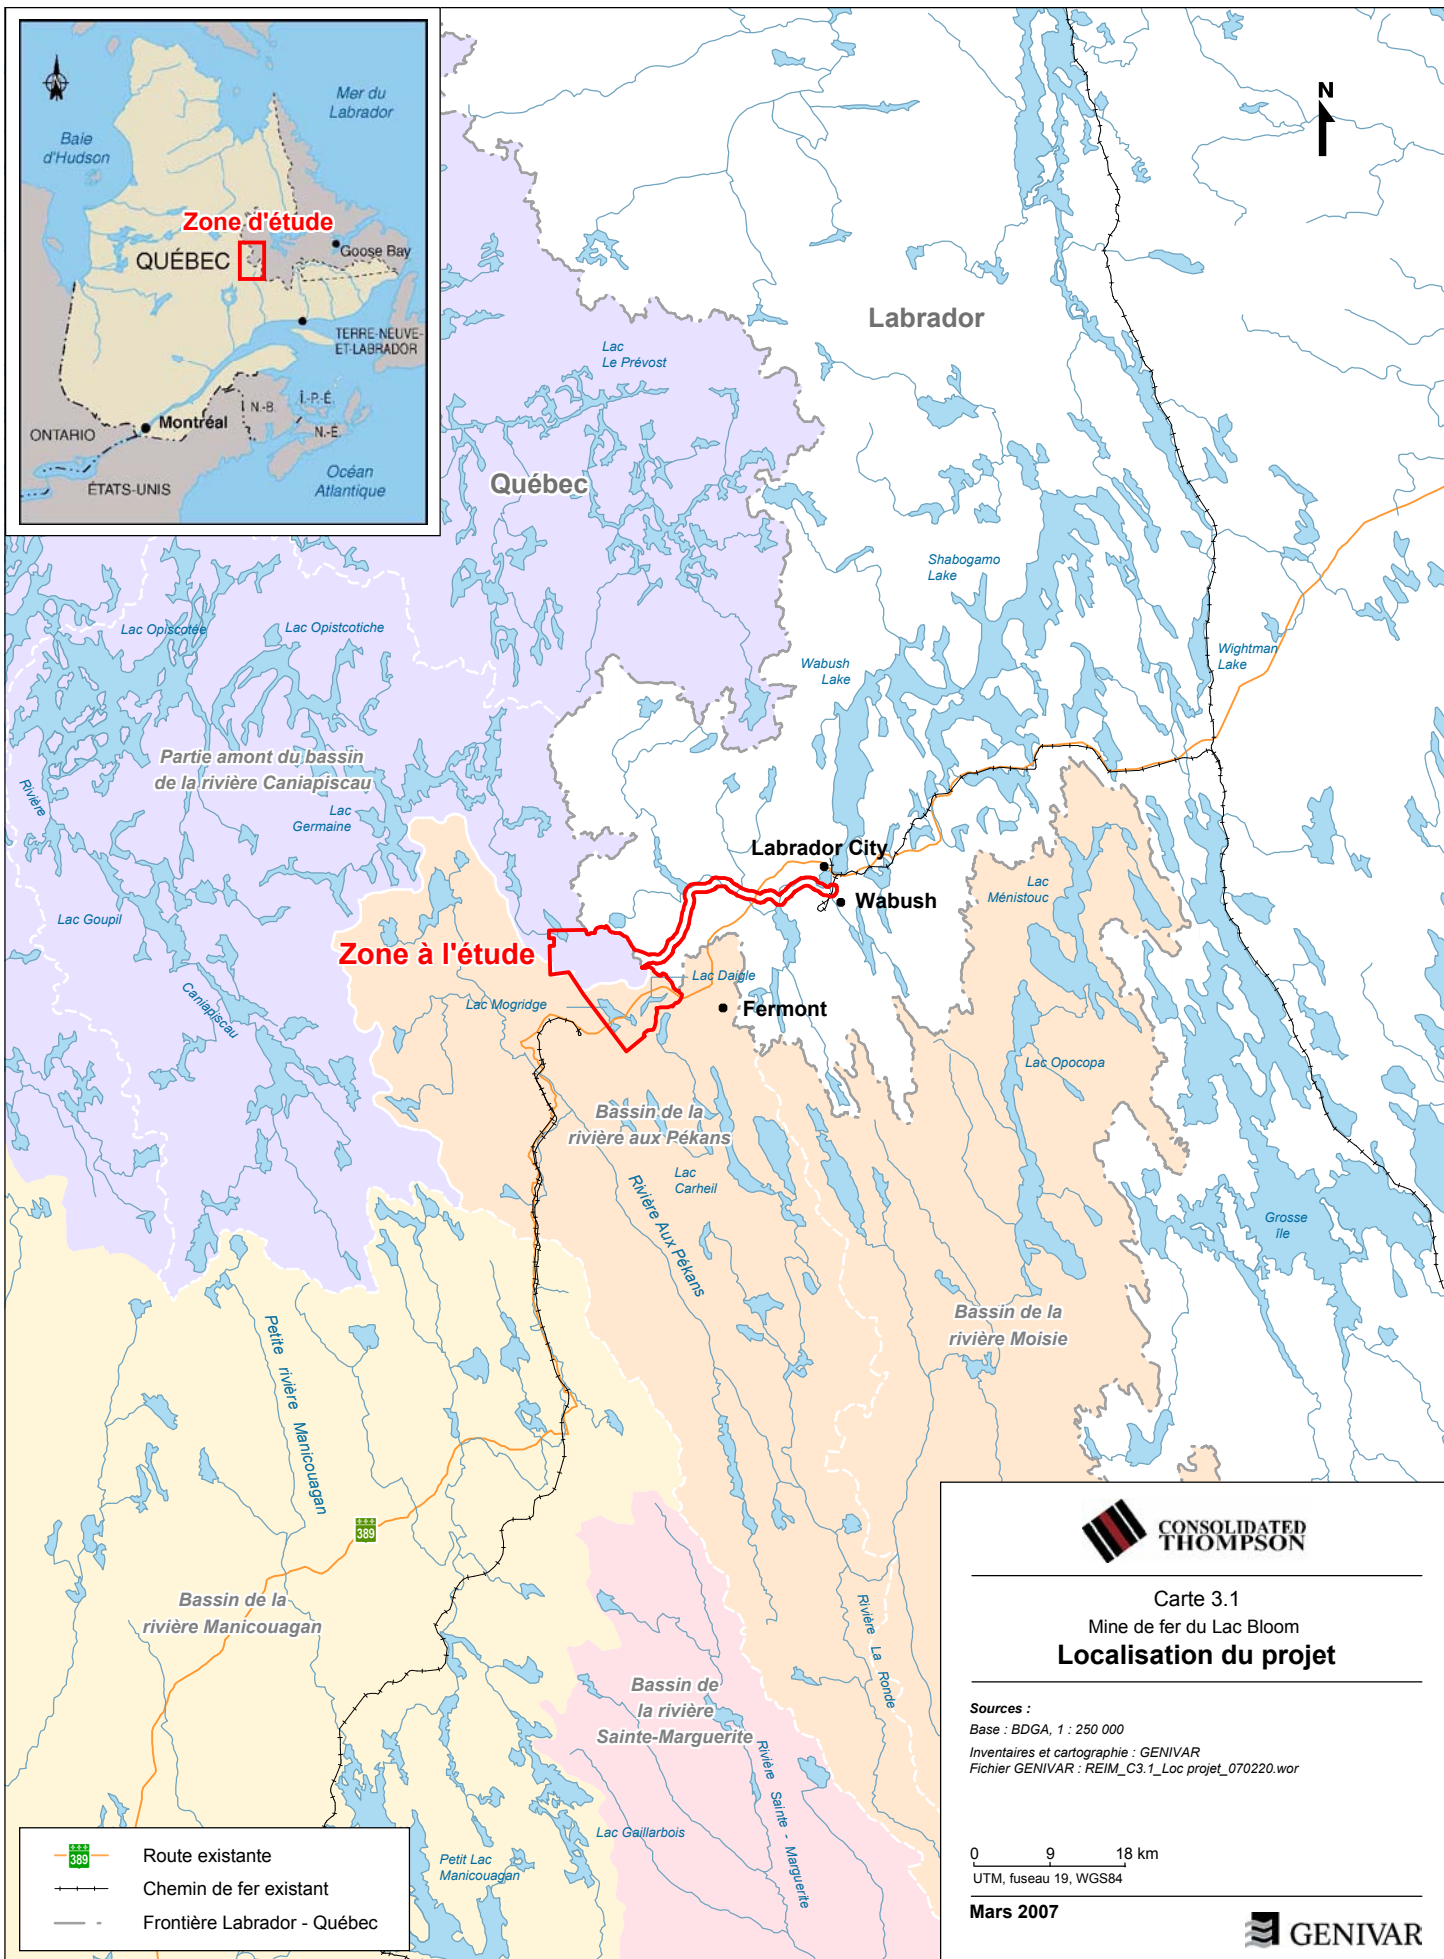 Mer du
Labrador
Baie
d'Hudson
Zone d'étude
QUÉBEC
Goose Bay
TERRE-NEUVE-
ET-LABRADOR
N.-B.
Î.-P.-É.
N.-É.
Montréal
ONTARIO
ÉTATS-UNIS
Océan
Atlantique
N
Labrador
Lac
Le Prévost
Québec
Shabogamo
Lake
Wightman
Lake
Wabush
Lake
Lac Opiscotée
Lac Opistcotiche
Partie amont du bassin
de la rivière Caniapiscau
Rivière
Lac
Germaine
Labrador City
Wabush
Lac
Ménistouc
Lac Goupil
Zone à l'étude
Lac Daigle
Lac Mogridge
Fermont
Caniapiscau
Lac Opocopa
Bassin de la
rivière aux Pékans
Lac
Carheil
Rivière Aux Pékans
Grosse
île
Bassin de la
rivière Moisie
Petite rivière Manicouagan
389
Bassin de la
rivière Manicouagan
Rivière La Ronde
Bassin de
la rivière
Sainte-Marguerite
Rivière Sainte - Marguerite
Lac Gaillarbois
Petit Lac
Manicouagan
389
Route existante
Chemin de fer existant
Frontière Labrador - Québec
CONSOLIDATED
THOMPSON
Carte 3.1
Mine de fer du Lac Bloom
Localisation du projet
Sources :
Base : BDGA, 1 : 250 000
Inventaires et cartographie : GENIVAR
Fichier GENIVAR : REIM_C3.1_Loc projet_070220.wor
0 9 18 km
UTM, fuseau 19, WGS84
Mars 2007
GENIVAR